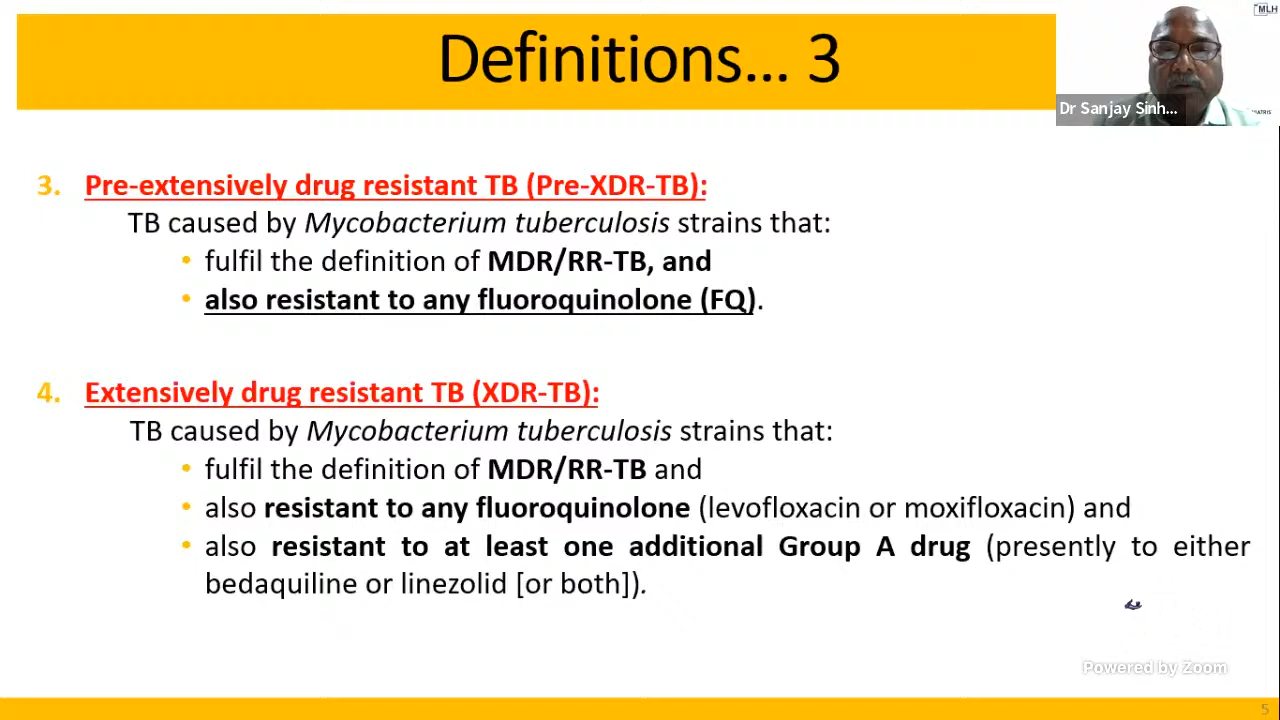 Definitions... 3
MLH
Dr Sanjay Sinh...
3. Pre-extensively drug resistant TB (Pre-XDR-TB):
TB caused by Mycobacterium tuberculosis strains that:
• fulfil the definition of MDR/RR-TB, and
• also resistant to any fluoroquinolone (FQ).
4. Extensively drug resistant TB (XDR-TB):
TB caused by Mycobacterium tuberculosis strains that:
• fulfil the definition of MDR/RR-TB and
• also resistant to any fluoroquinolone (levofloxacin or moxifloxacin) and
• also resistant to at least one additional Group A drug (presently to either
bedaquiline or linezolid [or both]).
Powered by Zoom
5